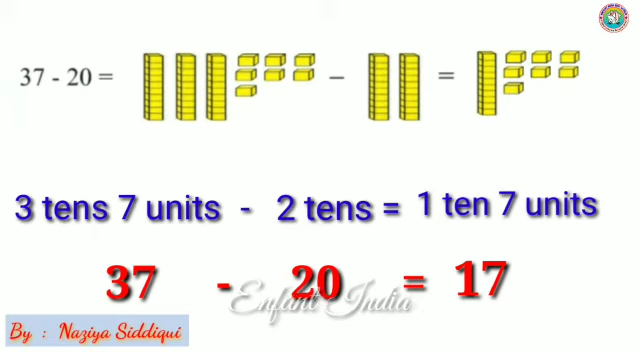 37 - 20 = – =
3 tens 7 units - 2 tens = 1 ten 7 units
37 - 20 = 17
Enfant India
By : Naziya Siddiqui